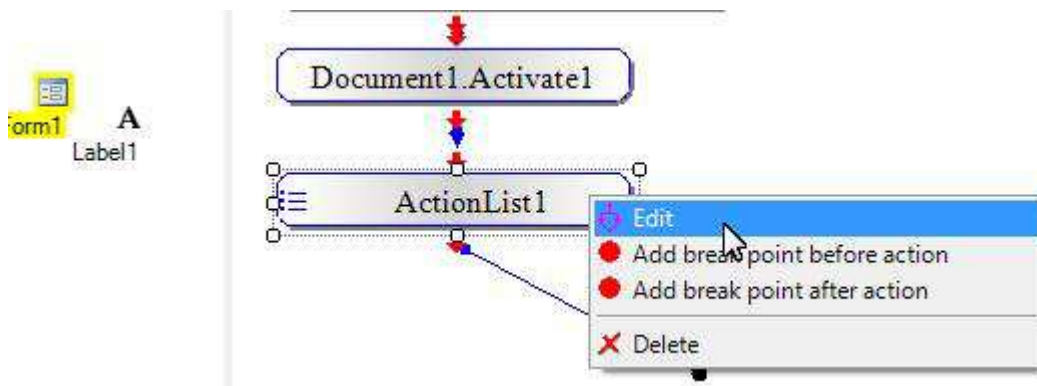 Document1.Activate1
orm1
A
Label1
ActionList1
Edit
Add break point before action
Add break point after action
Delete